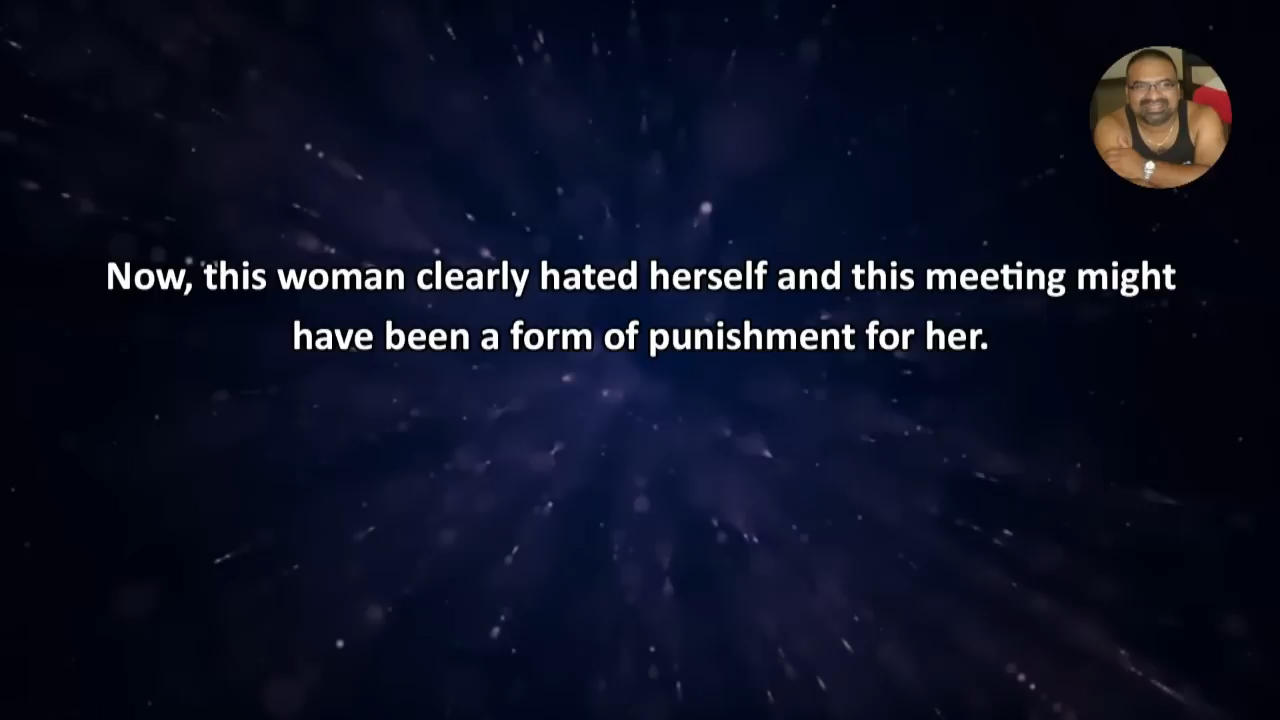 Now, this woman clearly hated herself and this meeting might
have been a form of punishment for her.